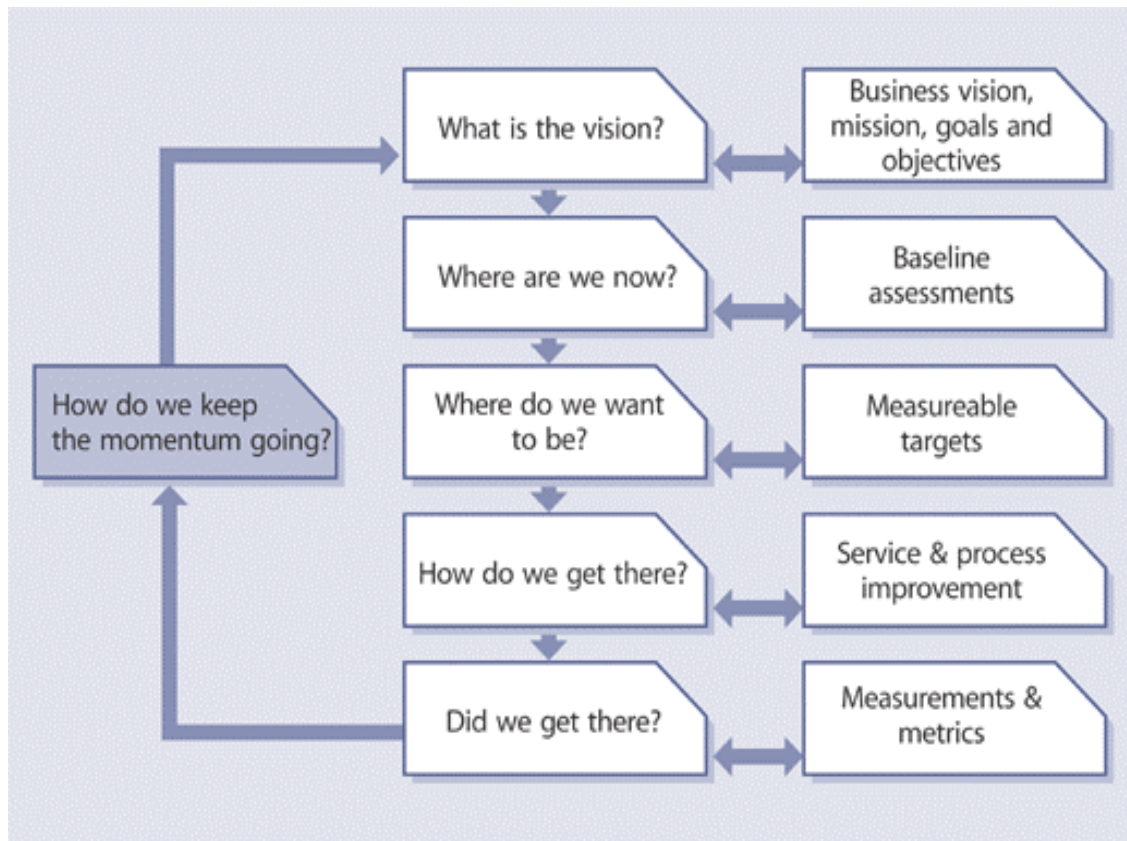 What is the vision?
Business vision,
mission, goals and
objectives
Where are we now?
Baseline
assessments
How do we keep
the momentum going?
Where do we want
to be?
Measureable
targets
How do we get there?
Service & process
improvement
Did we get there?
Measurements &
metrics